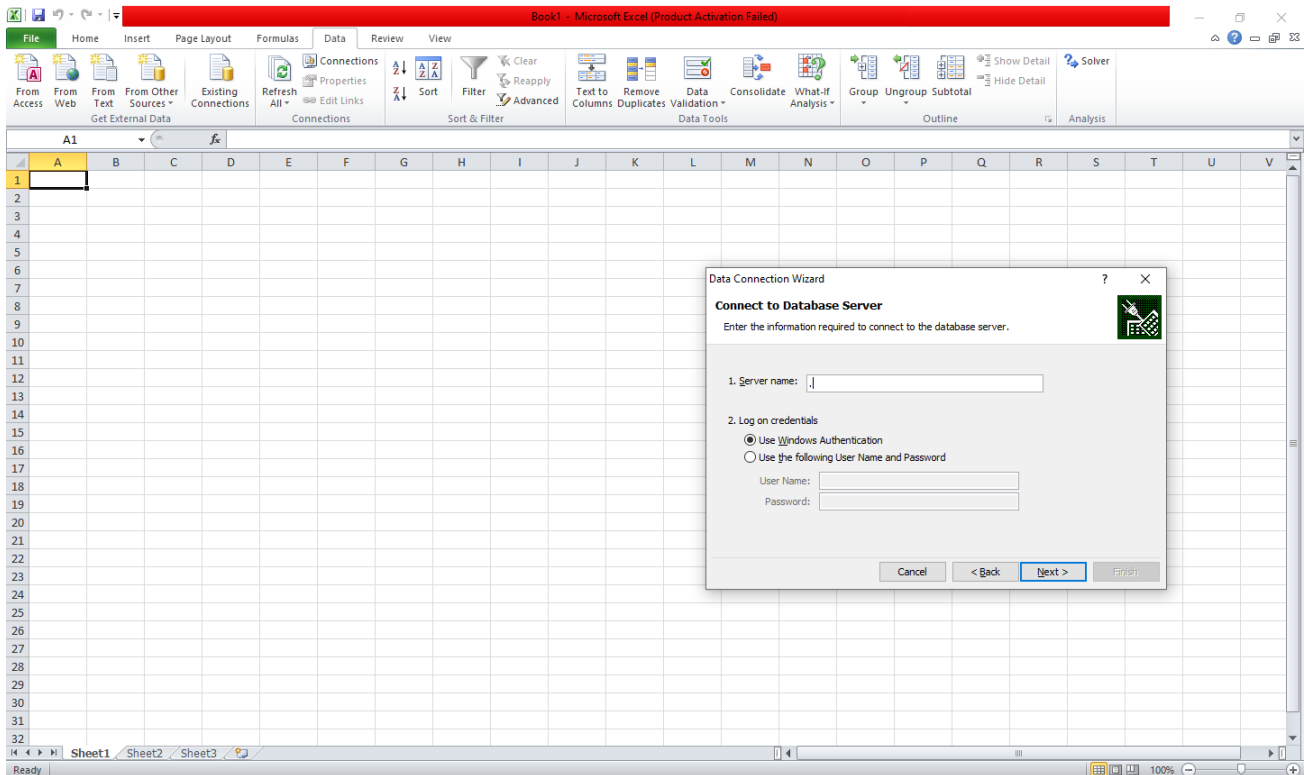 Book1 - Microsoft Excel (Product Activation Failed)
File Home Insert Page Layout Formulas Data Review View
From Access
From Web
From Text
From Other Sources
Existing Connections
Get External Data
Refresh All
Connections
Properties
Edit Links
Connections
Sort
Filter
Clear
Reapply
Advanced
Sort & Filter
Text to Columns
Remove Duplicates
Data Validation
Consolidate
What-If Analysis
Data Tools
Group
Ungroup
Subtotal
Show Detail
Hide Detail
Outline
Solver
Analysis
A1 fx
A B C D E F G H I J K L M N O P Q R S T U V
1
2
3
4
5
6
7
8
9
10
11
12
13
14
15
16
17
18
19
20
21
22
23
24
25
26
27
28
29
30
31
32
Data Connection Wizard ?
Connect to Database Server
Enter the information required to connect to the database server.
1. Server name: .
2. Log on credentials
Use Windows Authentication
Use the following User Name and Password
User Name:
Password:
Cancel < Back Next > Finish
Sheet1 Sheet2 Sheet3
Ready 100%